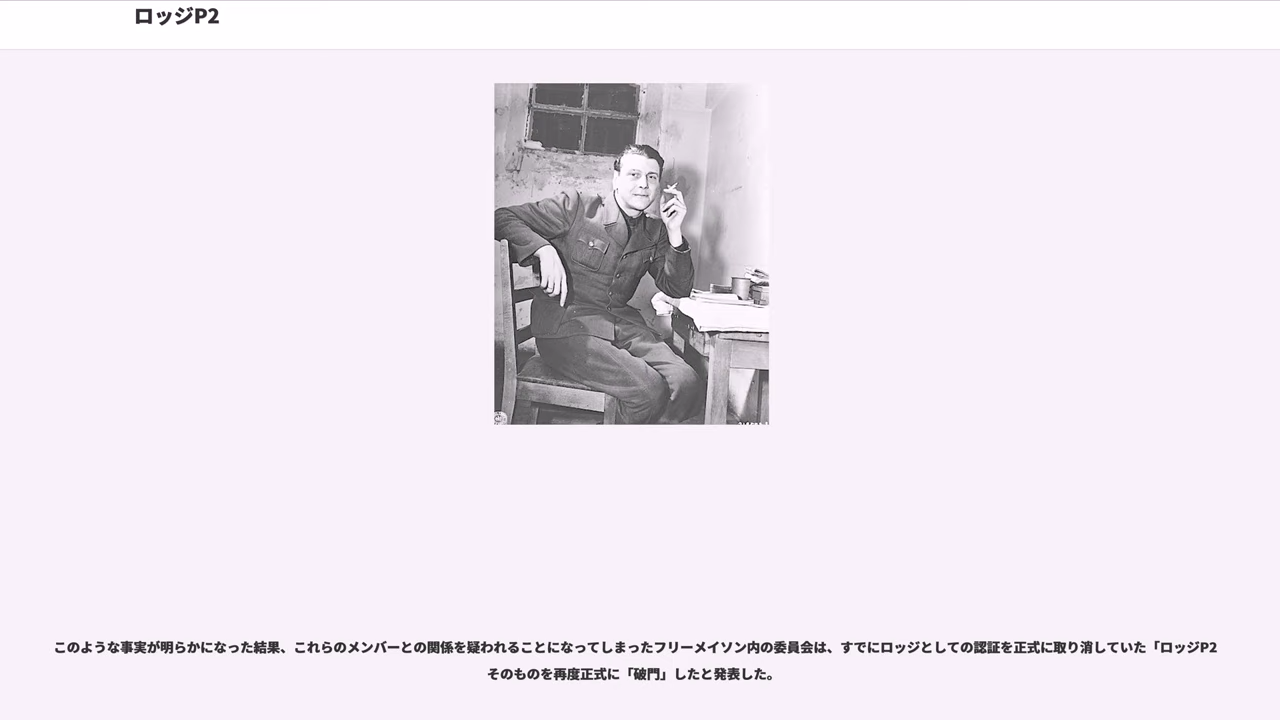 ロッジP2
このような事実が明らかになった結果、これらのメンバーとの関係を疑われることになってしまったフリーメイソン内の委員会は、すでにロッジとしての認証を正式に取り消していた「ロッジP2
そのものを再度正式に「破門」したと発表した。